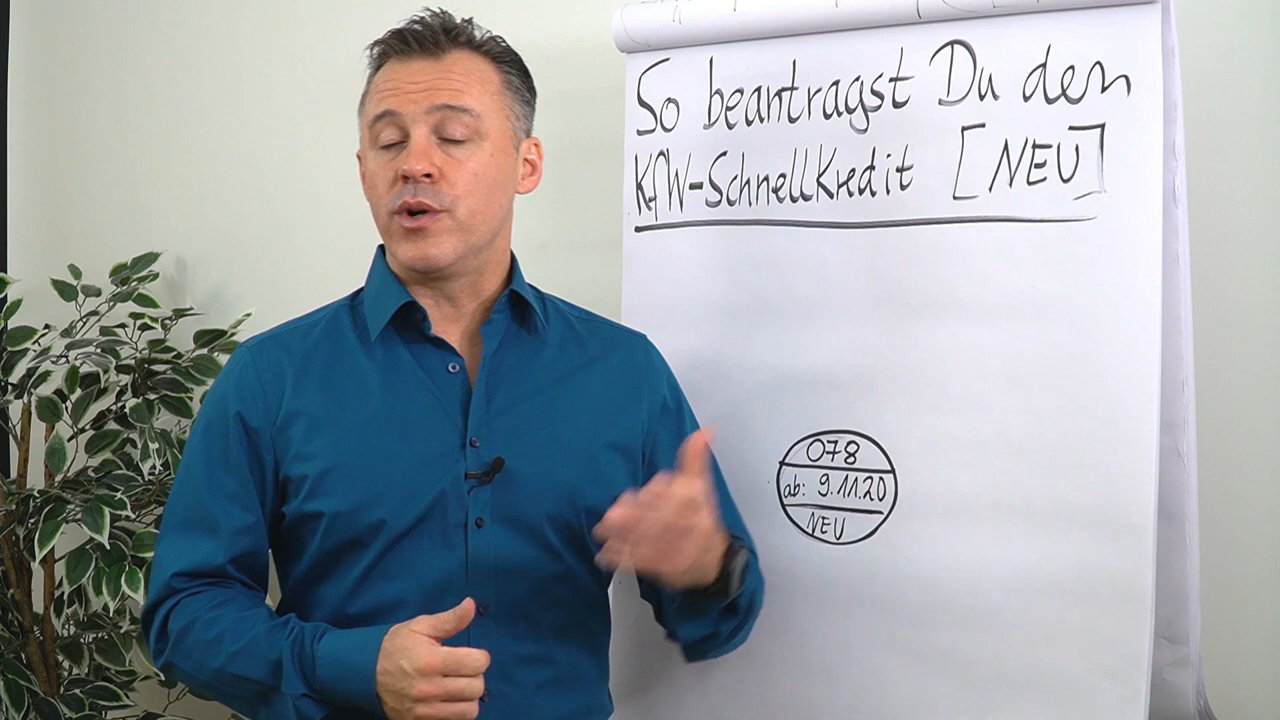 So beantragst Du den
KfW-Schnellkredit [NEU]
078
ab: 9.11.20
NEU